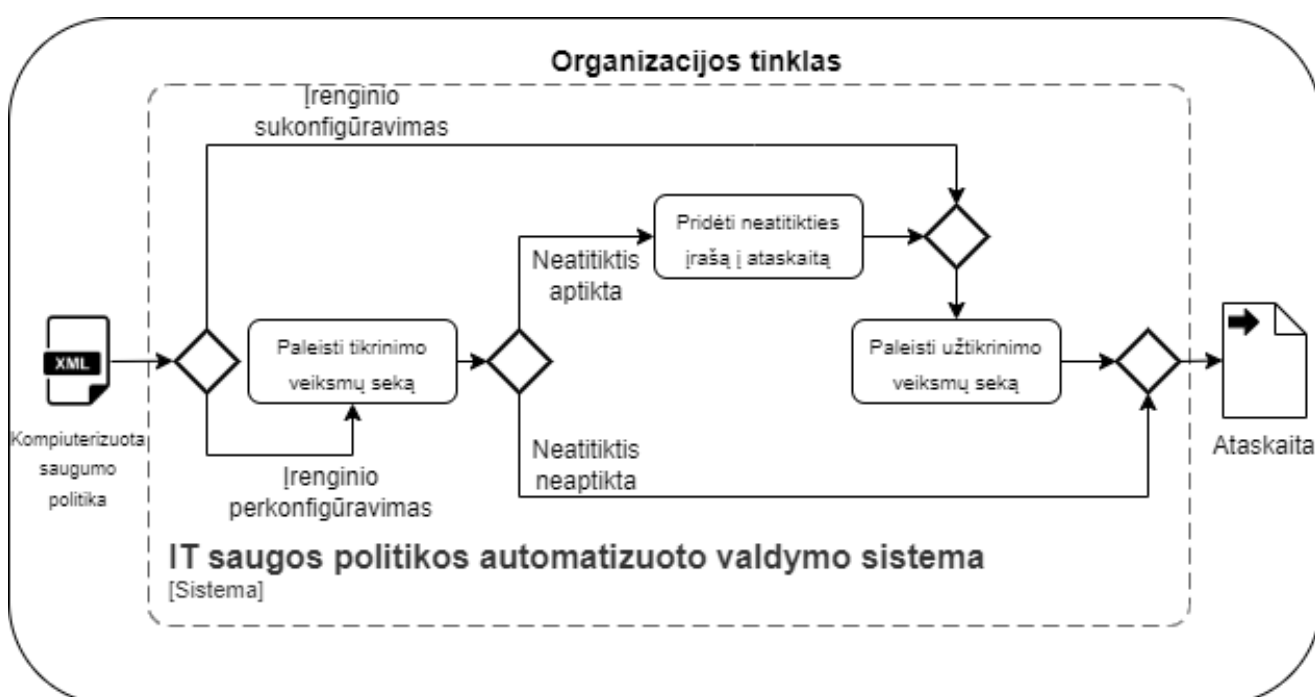 Organizacijos tinklas
Įrenginio
sukonfigūravimas
Pridėti neatitikties
įrašą į ataskaitą
Neatitiktis
aptikta
Paleisti tikrinimo
veiksmų seką
Paleisti užtikrinimo
veiksmų seką
XML
Kompiuterizuota
saugumo
politika
Ataskaita
Įrenginio
perkonfigūravimas
Neatitiktis
neaptikta
IT saugos politikos automatizuoto valdymo sistema
[Sistema]